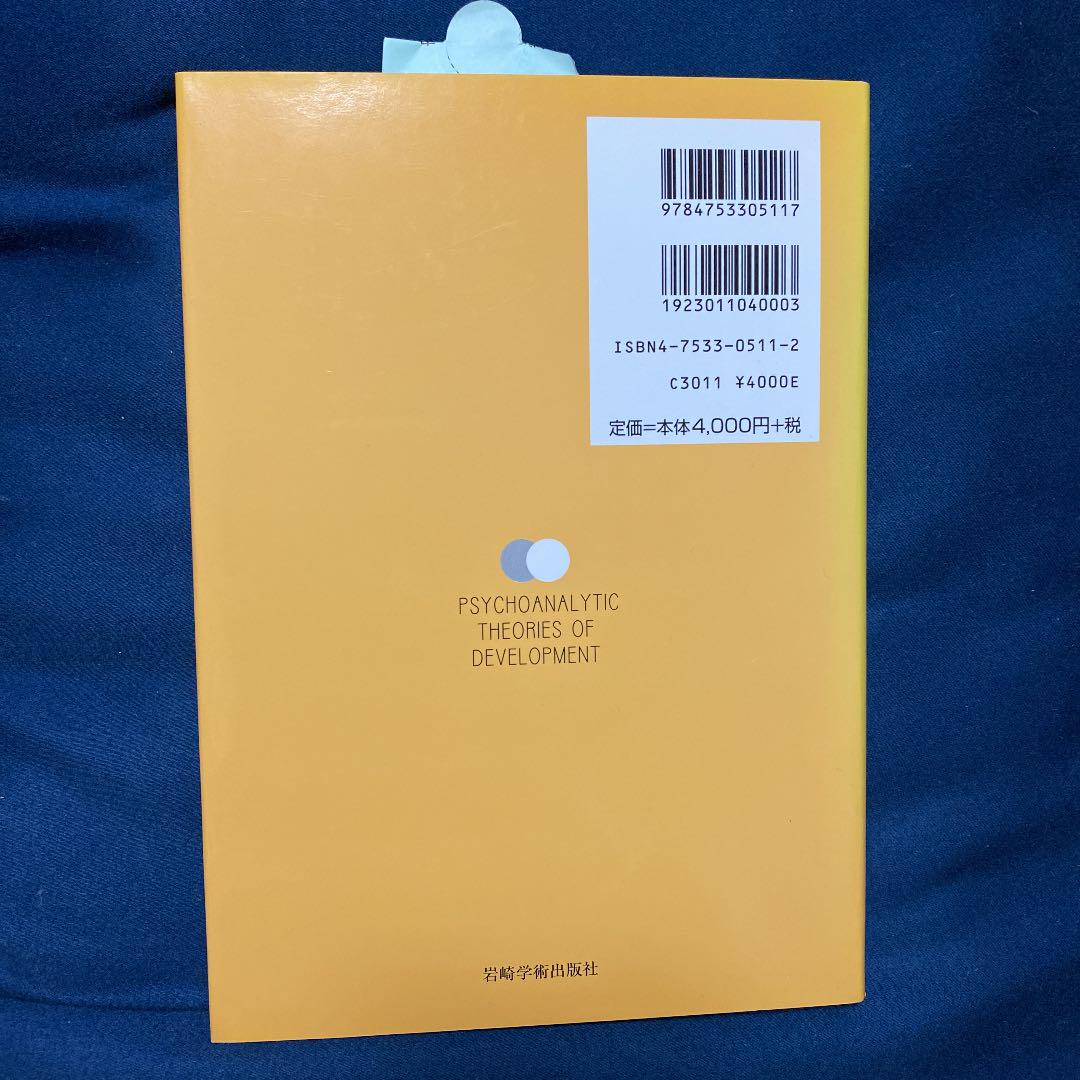 9784753305117
1923011040003
ISBN4-7533-0511-2
C3011 ¥4000E
定価=本体4,000円+税
PSYCHOANALYTIC
THEORIES OF
DEVELOPMENT
岩崎学術出版社